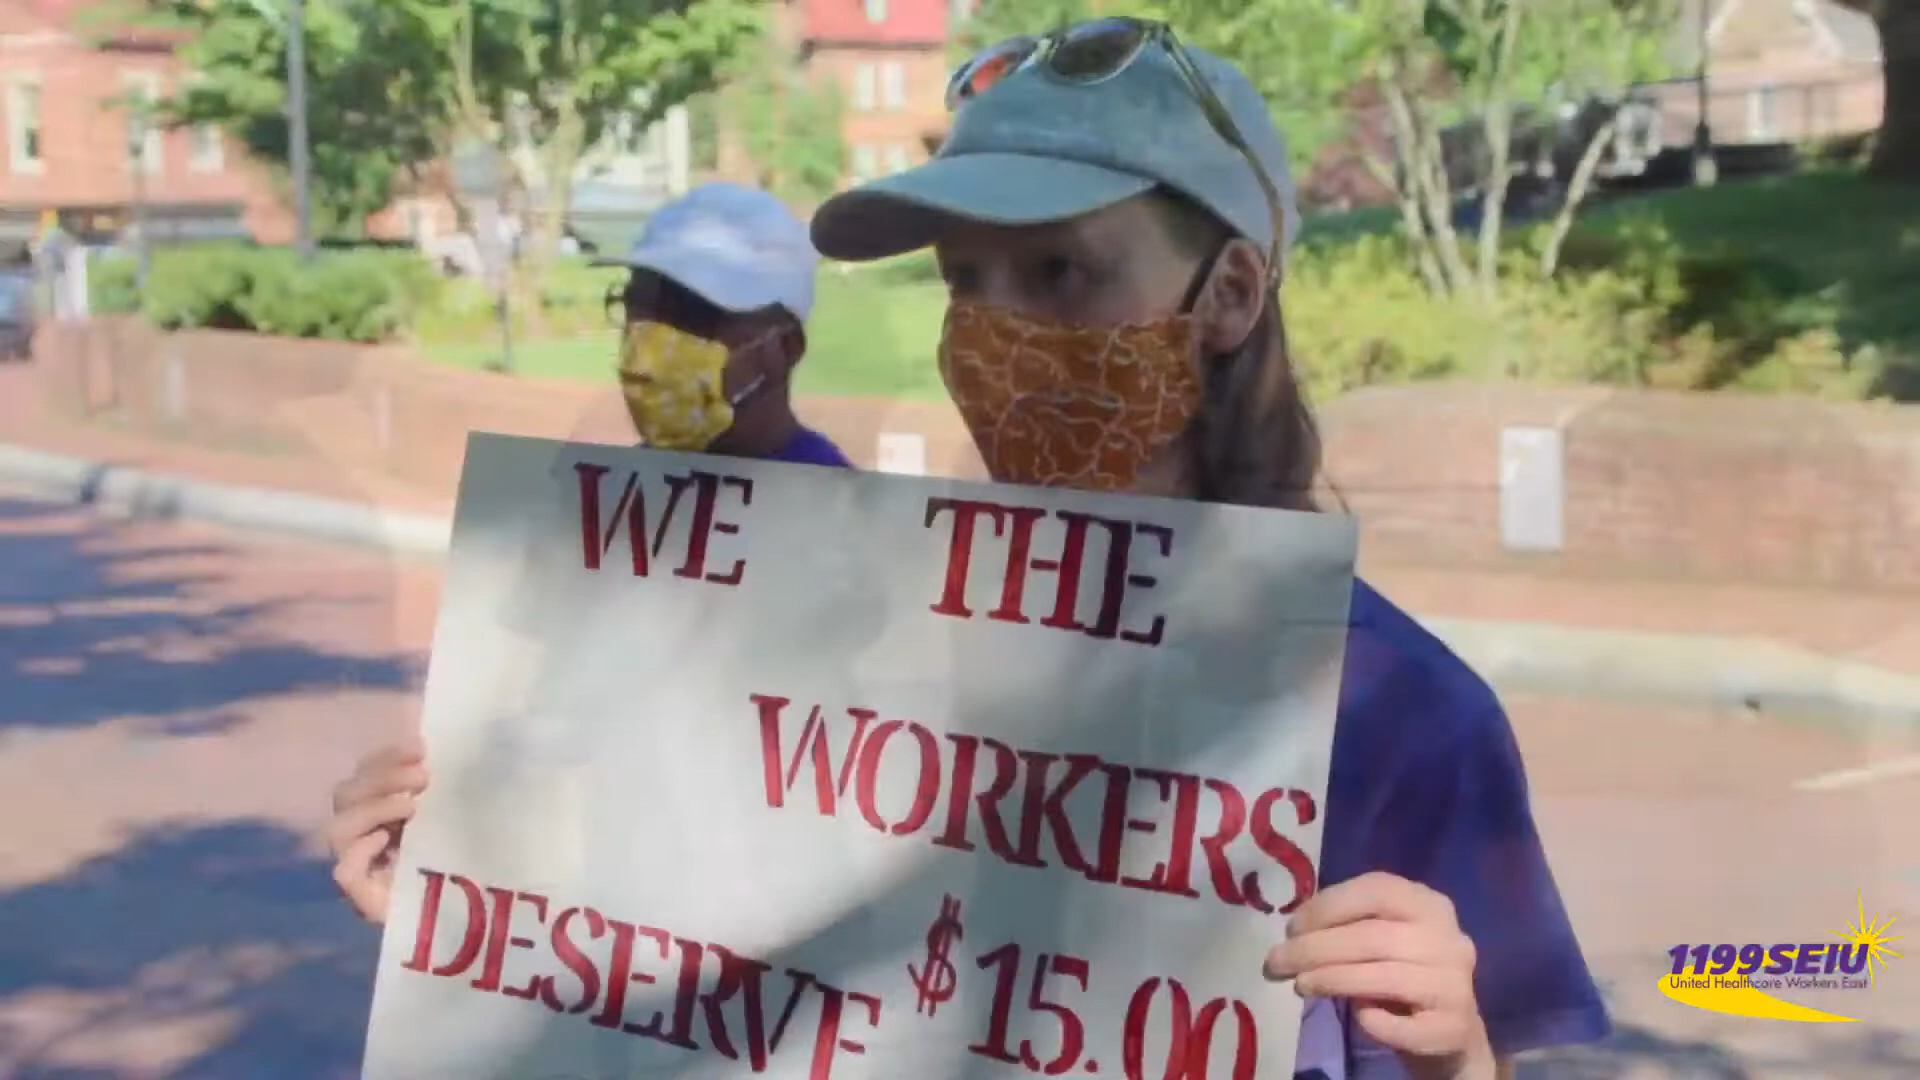 WE THE
WORKERS
DESERVE $15.00
1199SEIU
United Healthcare Workers East